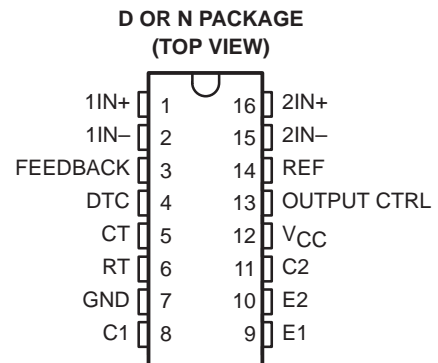 D OR N PACKAGE
(TOP VIEW)
1IN+ 1 16 2IN+
1IN– 2 15 2IN–
FEEDBACK 3 14 REF
DTC 4 13 OUTPUT CTRL
CT 5 12 VCC
RT 6 11 C2
GND 7 10 E2
C1 8 9 E1